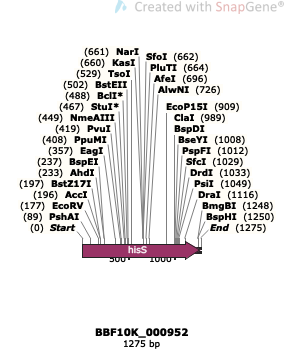 Created with SnapGene®
(661) NarI
SfoI (662)
(660) KasI
PluTI (664)
(529) TsoI
AfeI (696)
(502) BstEII
AlwNI (726)
(488) BclI*
(467) StuI*
EcoP15I (909)
(449) NmeAIII
ClaI (989)
(419) PvuI
BspDI
(408) PpuMI
BseYI (1008)
(357) EagI
PspFI (1012)
(237) BspEI
SfcI (1029)
(233) AhdI
DrdI (1033)
(197) BstZ17I
PsiI (1049)
(196) AccI
DraI (1116)
(177) EcoRV
BmgBI (1248)
(89) PshAI
BspHI (1250)
(0) Start
End (1275)
hisS
500
1000
BBF10K_000952
1275 bp